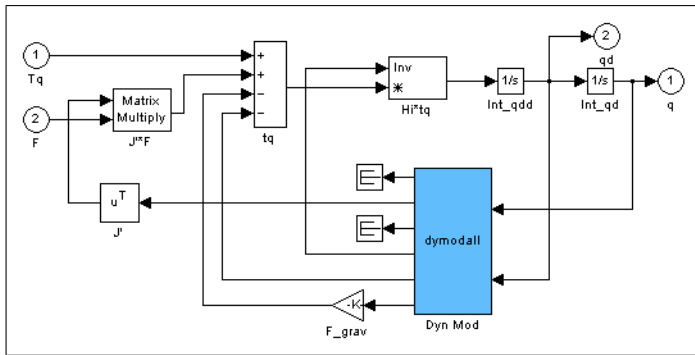 1
Tq
2
F
Matrix
Multiply
J'*F
u^T
J'
+
+
−
−
tq
Inv
*
Hi*tq
1/s
Int_qdd
2
qd
1/s
Int_qd
1
q
dymodall
Dyn Mod
-K
F_grav